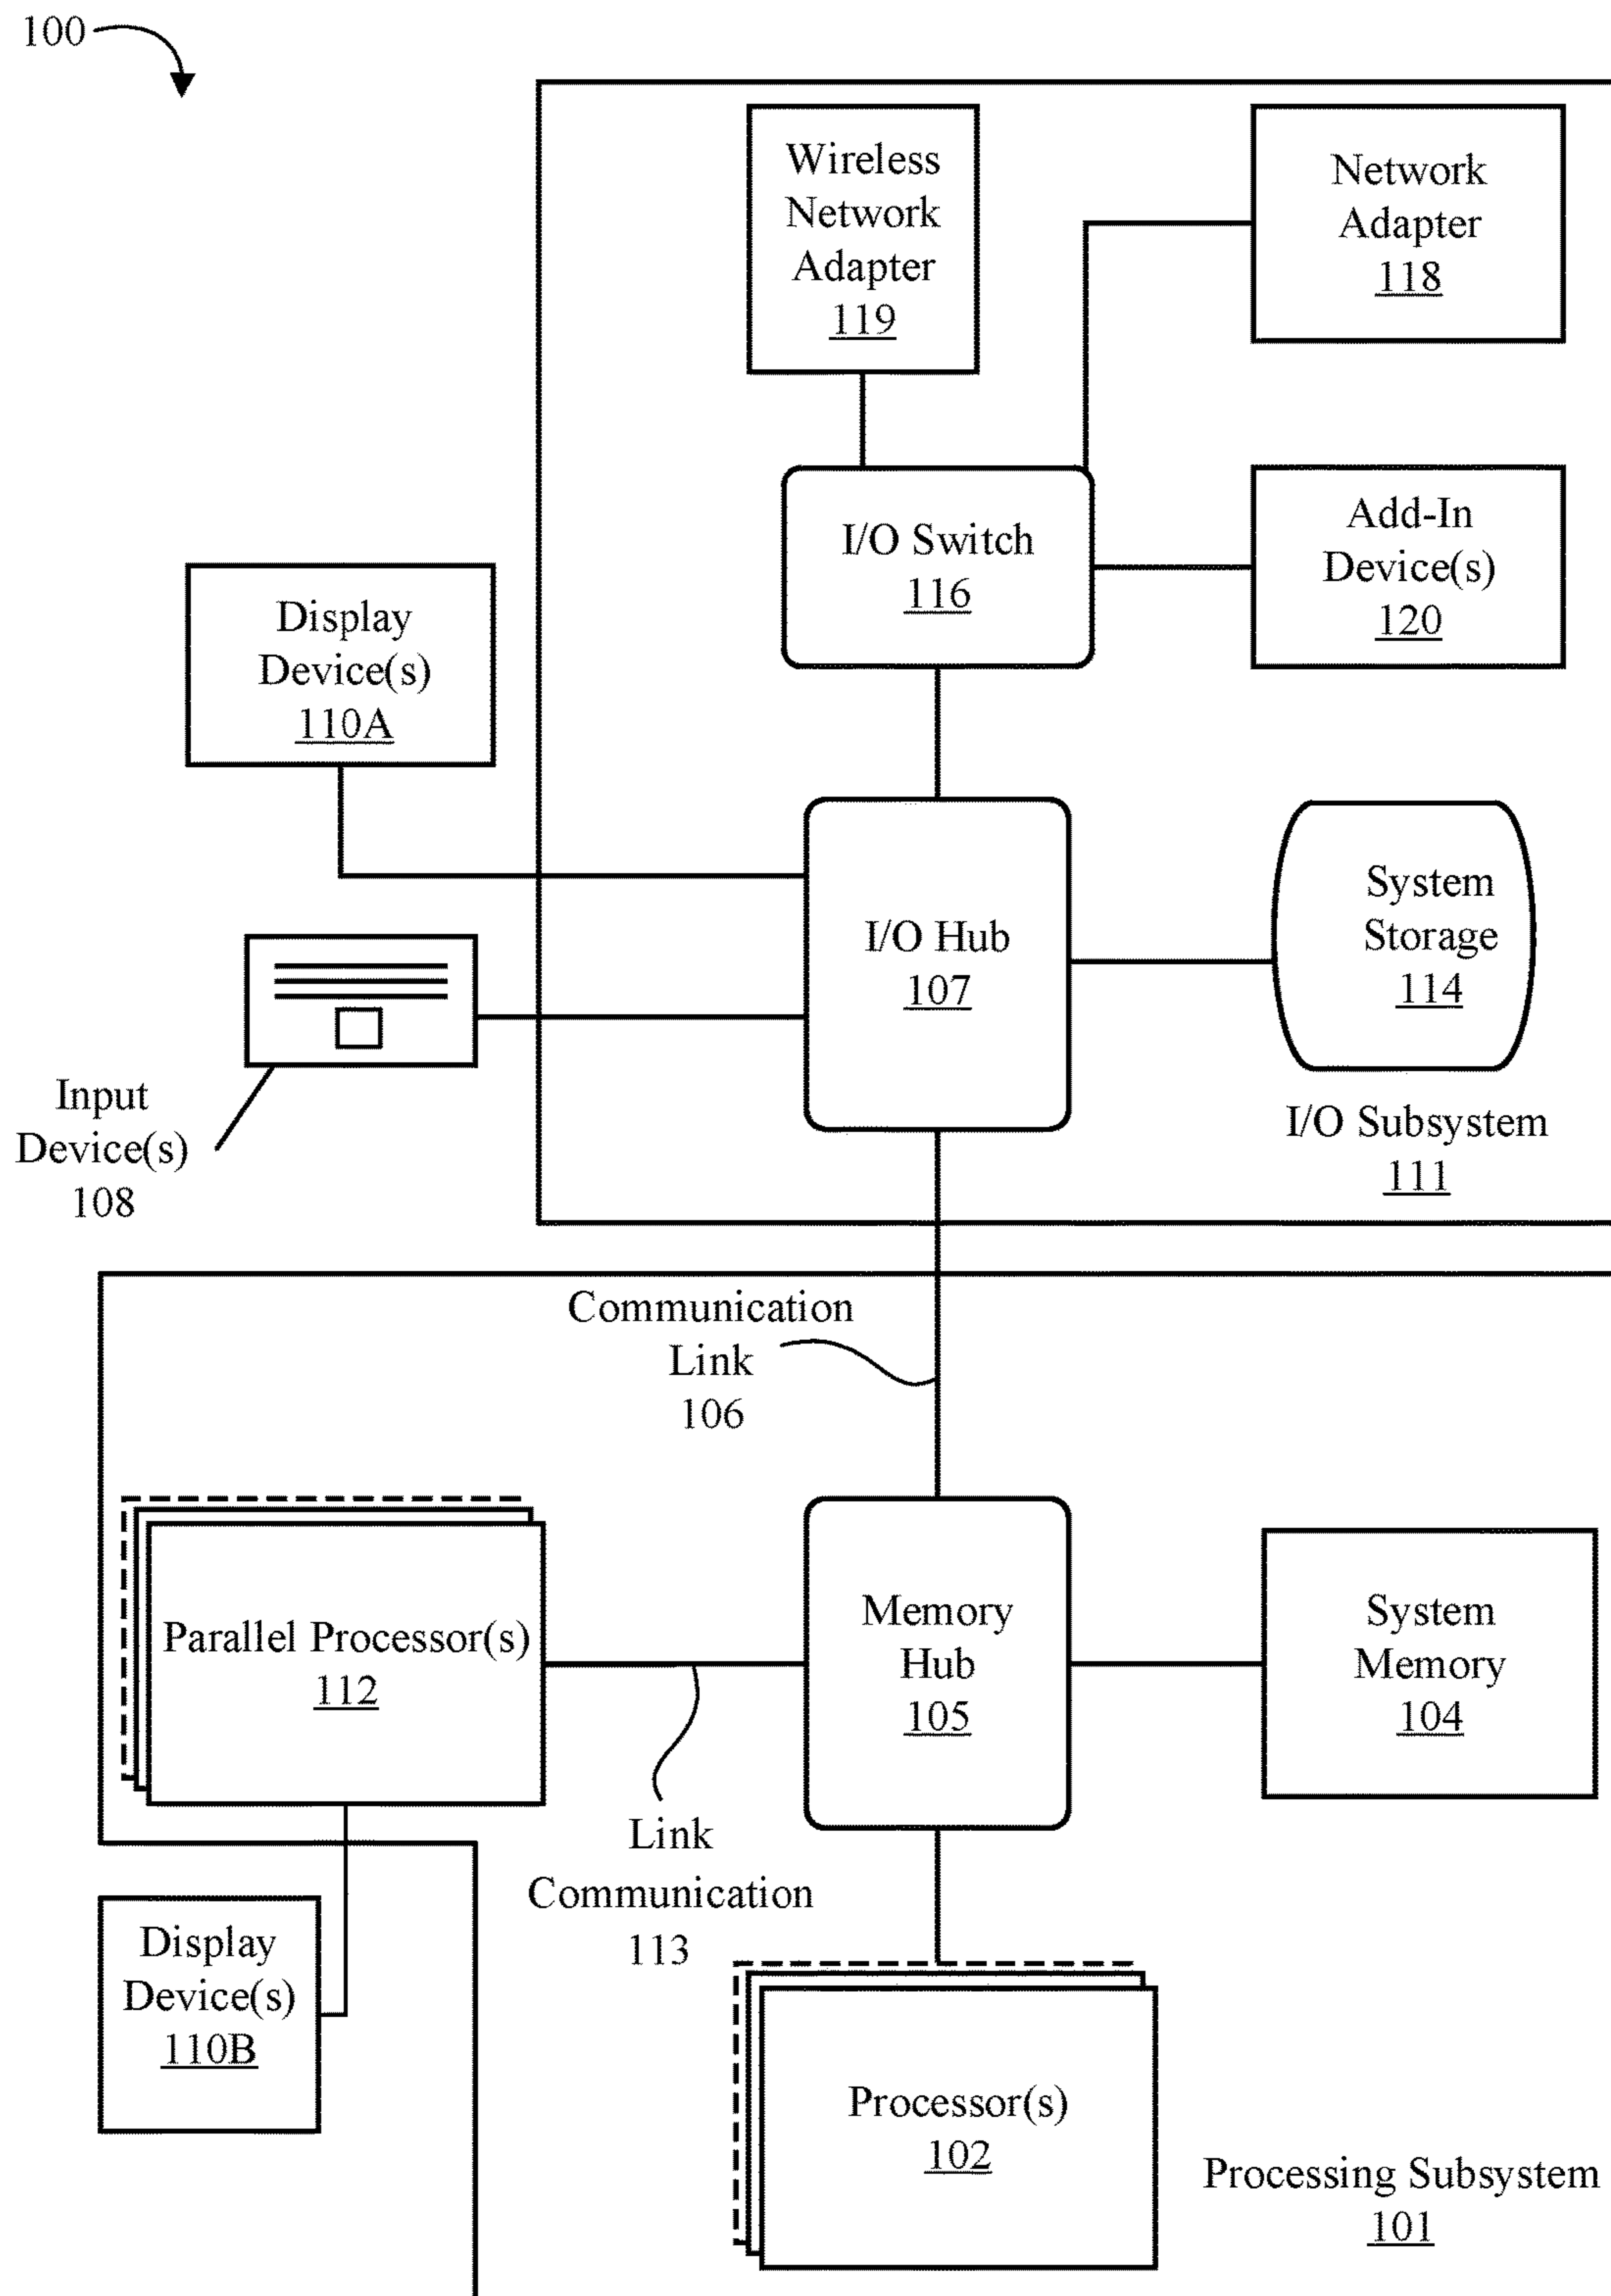 100
Wireless
Network
Adapter
119
Network
Adapter
118
I/O Switch
116
Add-In
Device(s)
120
Display
Device(s)
110A
I/O Hub
107
System
Storage
114
Input
Device(s)
108
I/O Subsystem
111
Communication
Link
106
Parallel Processor(s)
112
Memory
Hub
105
System
Memory
104
Link
Communication
113
Display
Device(s)
110B
Processor(s)
102
Processing Subsystem
101